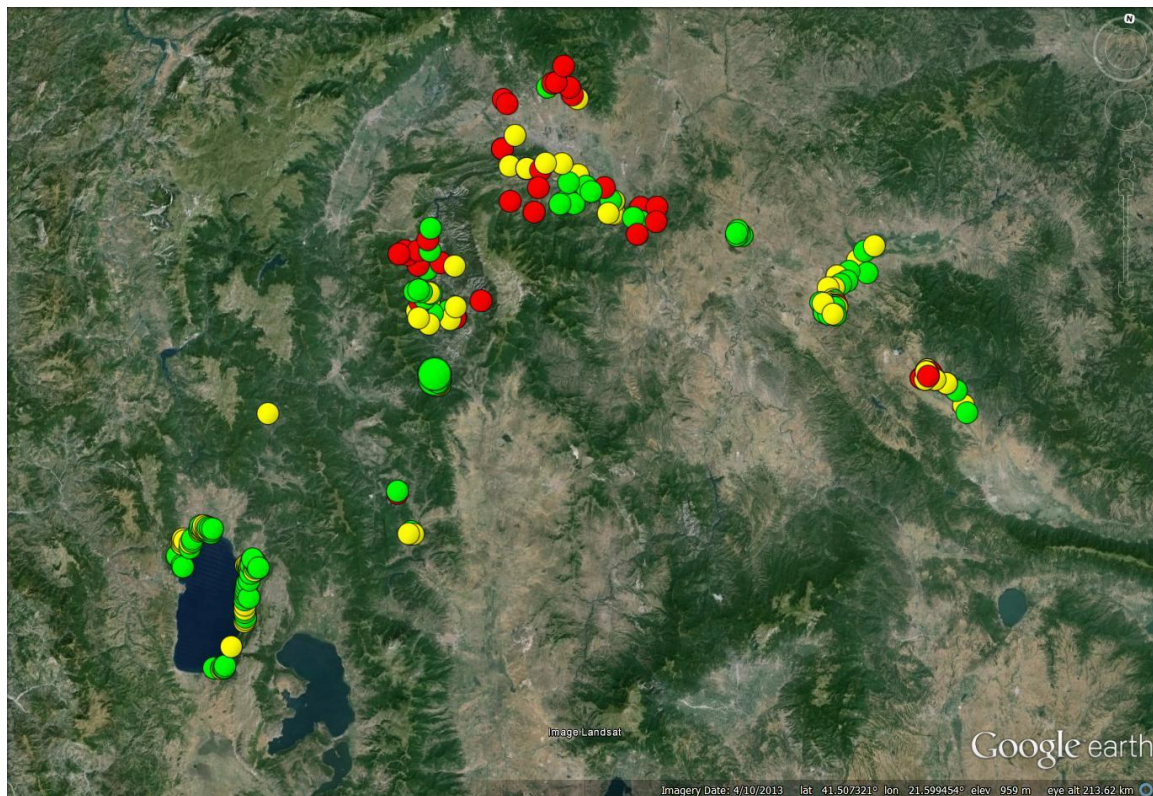 N
Image Landsat
Google earth
Imagery Date: 4/10/2013 lat 41.507321° lon 21.599454° elev 959 m eye alt 213.62 km